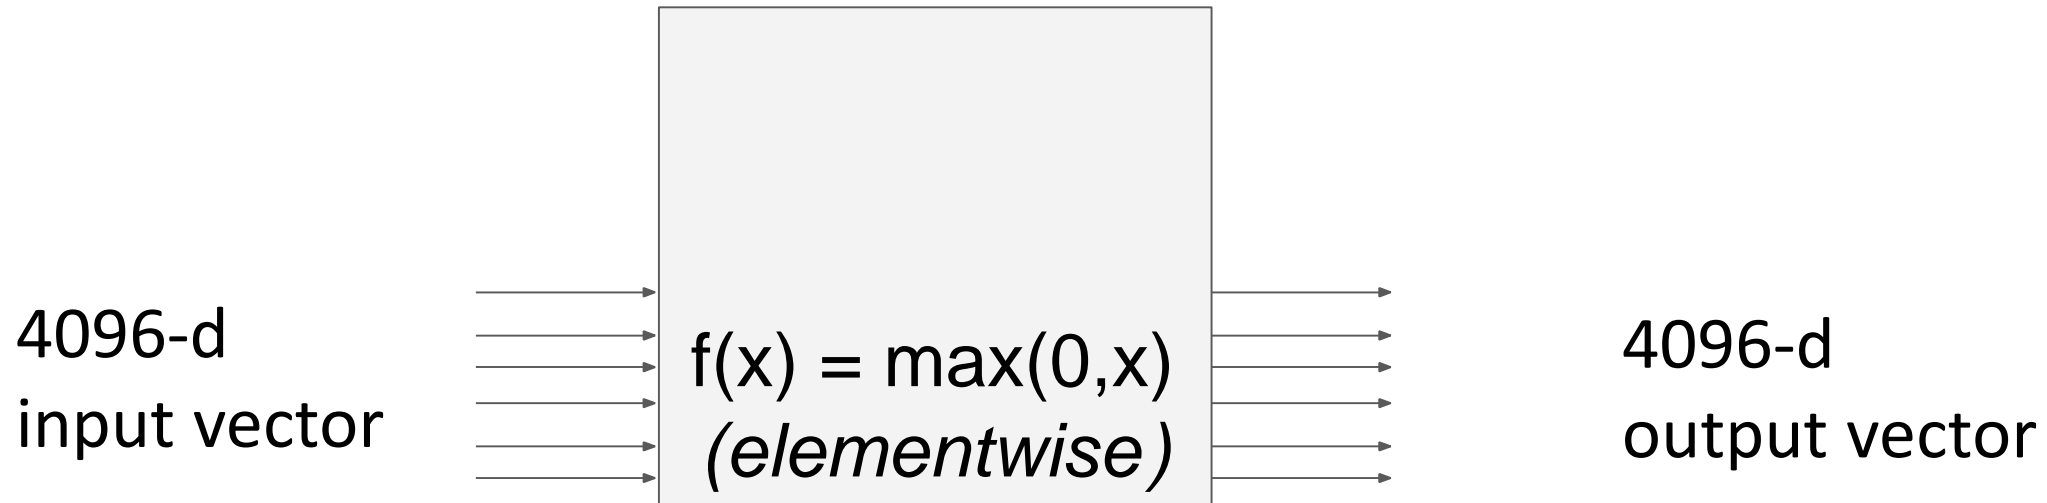 4096-d
input vector
f(x) = max(0,x)
(elementwise)
4096-d
output vector